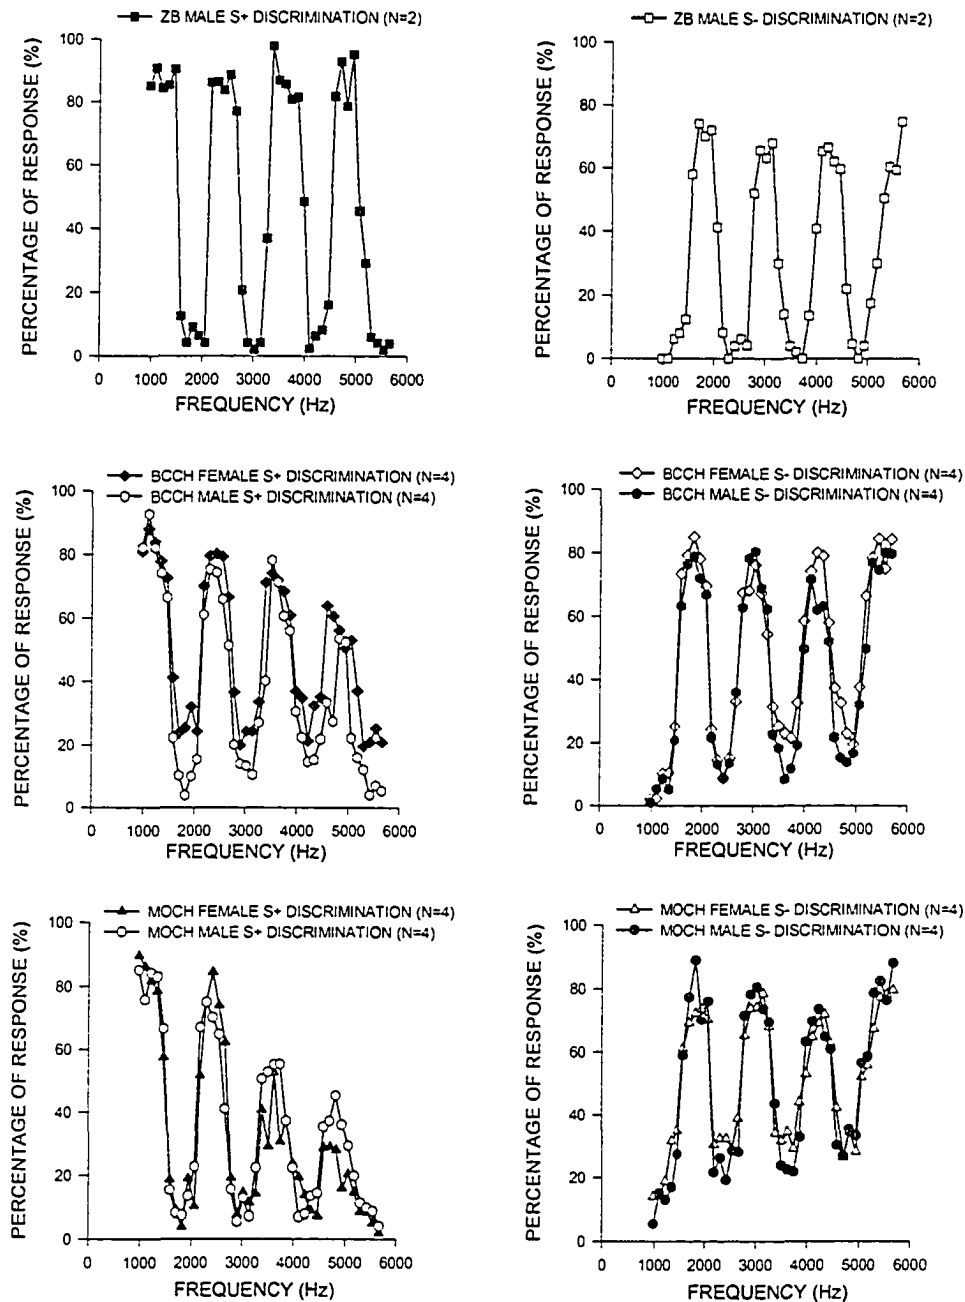 ZB MALE S+ DISCRIMINATION (N=2)
PERCENTAGE OF RESPONSE (%)
100
80
60
40
20
0
0 1000 2000 3000 4000 5000 6000
FREQUENCY (Hz)
ZB MALE S- DISCRIMINATION (N=2)
PERCENTAGE OF RESPONSE (%)
100
80
60
40
20
0
0 1000 2000 3000 4000 5000 6000
FREQUENCY (Hz)
BCCH FEMALE S+ DISCRIMINATION (N=4)
BCCH MALE S+ DISCRIMINATION (N=4)
PERCENTAGE OF RESPONSE (%)
100
80
60
40
20
0
0 1000 2000 3000 4000 5000 6000
FREQUENCY (Hz)
BCCH FEMALE S- DISCRIMINATION (N=4)
BCCH MALE S- DISCRIMINATION (N=4)
PERCENTAGE OF RESPONSE (%)
100
80
60
40
20
0
0 1000 2000 3000 4000 5000 6000
FREQUENCY (Hz)
MOCH FEMALE S+ DISCRIMINATION (N=4)
MOCH MALE S+ DISCRIMINATION (N=4)
PERCENTAGE OF RESPONSE (%)
100
80
60
40
20
0
0 1000 2000 3000 4000 5000 6000
FREQUENCY (Hz)
MOCH FEMALE S- DISCRIMINATION (N=4)
MOCH MALE S- DISCRIMINATION (N=4)
PERCENTAGE OF RESPONSE (%)
100
80
60
40
20
0
0 1000 2000 3000 4000 5000 6000
FREQUENCY (Hz)